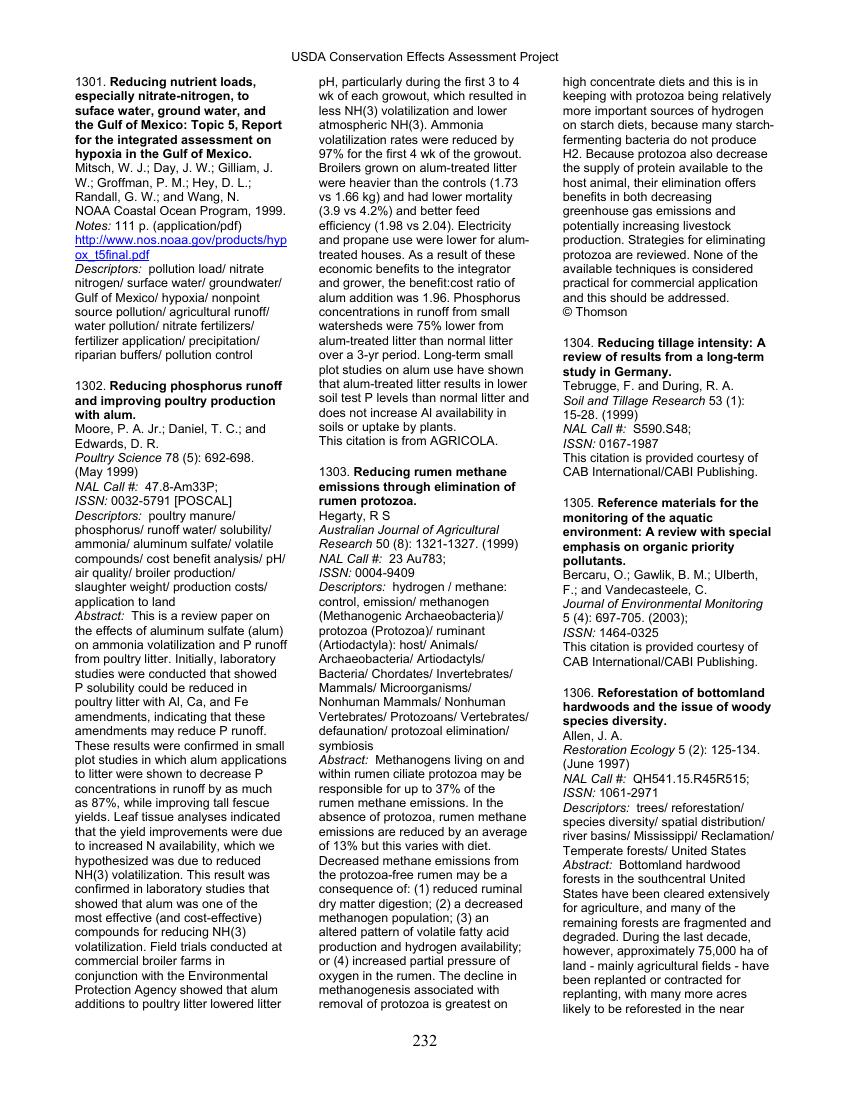 USDA Conservation Effects Assessment Project
1301. Reducing nutrient loads,
especially nitrate-nitrogen, to
suface water, ground water, and
the Gulf of Mexico: Topic 5, Report
for the integrated assessment on
hypoxia in the Gulf of Mexico.
Mitsch, W. J.; Day, J. W.; Gilliam, J.
W.; Groffman, P. M.; Hey, D. L.;
Randall, G. W.; and Wang, N.
NOAA Coastal Ocean Program, 1999.
Notes: 111 p. (application/pdf)
http://www.nos.noaa.gov/products/hyp
ox_t5final.pdf
Descriptors: pollution load/ nitrate
nitrogen/ surface water/ groundwater/
Gulf of Mexico/ hypoxia/ nonpoint
source pollution/ agricultural runoff/
water pollution/ nitrate fertilizers/
fertilizer application/ precipitation/
riparian buffers/ pollution control
1302. Reducing phosphorus runoff
and improving poultry production
with alum.
Moore, P. A. Jr.; Daniel, T. C.; and
Edwards, D. R.
Poultry Science 78 (5): 692-698.
(May 1999)
NAL Call #: 47.8-Am33P;
ISSN: 0032-5791 [POSCAL]
Descriptors: poultry manure/
phosphorus/ runoff water/ solubility/
ammonia/ aluminum sulfate/ volatile
compounds/ cost benefit analysis/ pH/
air quality/ broiler production/
slaughter weight/ production costs/
application to land
Abstract: This is a review paper on
the effects of aluminum sulfate (alum)
on ammonia volatilization and P runoff
from poultry litter. Initially, laboratory
studies were conducted that showed
P solubility could be reduced in
poultry litter with Al, Ca, and Fe
amendments, indicating that these
amendments may reduce P runoff.
These results were confirmed in small
plot studies in which alum applications
to litter were shown to decrease P
concentrations in runoff by as much
as 87%, while improving tall fescue
yields. Leaf tissue analyses indicated
that the yield improvements were due
to increased N availability, which we
hypothesized was due to reduced
NH(3) volatilization. This result was
confirmed in laboratory studies that
showed that alum was one of the
most effective (and cost-effective)
compounds for reducing NH(3)
volatilization. Field trials conducted at
commercial broiler farms in
conjunction with the Environmental
Protection Agency showed that alum
additions to poultry litter lowered litter
pH, particularly during the first 3 to 4
wk of each growout, which resulted in
less NH(3) volatilization and lower
atmospheric NH(3). Ammonia
volatilization rates were reduced by
97% for the first 4 wk of the growout.
Broilers grown on alum-treated litter
were heavier than the controls (1.73
vs 1.66 kg) and had lower mortality
(3.9 vs 4.2%) and better feed
efficiency (1.98 vs 2.04). Electricity
and propane use were lower for alum-
treated houses. As a result of these
economic benefits to the integrator
and grower, the benefit:cost ratio of
alum addition was 1.96. Phosphorus
concentrations in runoff from small
watersheds were 75% lower from
alum-treated litter than normal litter
over a 3-yr period. Long-term small
plot studies on alum use have shown
that alum-treated litter results in lower
soil test P levels than normal litter and
does not increase Al availability in
soils or uptake by plants.
This citation is from AGRICOLA.
1303. Reducing rumen methane
emissions through elimination of
rumen protozoa.
Hegarty, R S
Australian Journal of Agricultural
Research 50 (8): 1321-1327. (1999)
NAL Call #: 23 Au783;
ISSN: 0004-9409
Descriptors: hydrogen / methane:
control, emission/ methanogen
(Methanogenic Archaeobacteria)/
protozoa (Protozoa)/ ruminant
(Artiodactyla): host/ Animals/
Archaeobacteria/ Artiodactyls/
Bacteria/ Chordates/ Invertebrates/
Mammals/ Microorganisms/
Nonhuman Mammals/ Nonhuman
Vertebrates/ Protozoans/ Vertebrates/
defaunation/ protozoal elimination/
symbiosis
Abstract: Methanogens living on and
within rumen ciliate protozoa may be
responsible for up to 37% of the
rumen methane emissions. In the
absence of protozoa, rumen methane
emissions are reduced by an average
of 13% but this varies with diet.
Decreased methane emissions from
the protozoa-free rumen may be a
consequence of: (1) reduced ruminal
dry matter digestion; (2) a decreased
methanogen population; (3) an
altered pattern of volatile fatty acid
production and hydrogen availability;
or (4) increased partial pressure of
oxygen in the rumen. The decline in
methanogenesis associated with
removal of protozoa is greatest on
high concentrate diets and this is in
keeping with protozoa being relatively
more important sources of hydrogen
on starch diets, because many starch-
fermenting bacteria do not produce
H2. Because protozoa also decrease
the supply of protein available to the
host animal, their elimination offers
benefits in both decreasing
greenhouse gas emissions and
potentially increasing livestock
production. Strategies for eliminating
protozoa are reviewed. None of the
available techniques is considered
practical for commercial application
and this should be addressed.
© Thomson
1304. Reducing tillage intensity: A
review of results from a long-term
study in Germany.
Tebrugge, F. and During, R. A.
Soil and Tillage Research 53 (1):
15-28. (1999)
NAL Call #: S590.S48;
ISSN: 0167-1987
This citation is provided courtesy of
CAB International/CABI Publishing.
1305. Reference materials for the
monitoring of the aquatic
environment: A review with special
emphasis on organic priority
pollutants.
Bercaru, O.; Gawlik, B. M.; Ulberth,
F.; and Vandecasteele, C.
Journal of Environmental Monitoring
5 (4): 697-705. (2003);
ISSN: 1464-0325
This citation is provided courtesy of
CAB International/CABI Publishing.
1306. Reforestation of bottomland
hardwoods and the issue of woody
species diversity.
Allen, J. A.
Restoration Ecology 5 (2): 125-134.
(June 1997)
NAL Call #: QH541.15.R45R515;
ISSN: 1061-2971
Descriptors: trees/ reforestation/
species diversity/ spatial distribution/
river basins/ Mississippi/ Reclamation/
Temperate forests/ United States
Abstract: Bottomland hardwood
forests in the southcentral United
States have been cleared extensively
for agriculture, and many of the
remaining forests are fragmented and
degraded. During the last decade,
however, approximately 75,000 ha of
land - mainly agricultural fields - have
been replanted or contracted for
replanting, with many more acres
likely to be reforested in the near
232